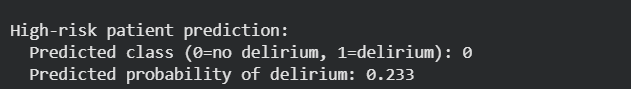 High-risk patient prediction:
Predicted class (0=no delirium, 1=delirium): 0
Predicted probability of delirium: 0.233